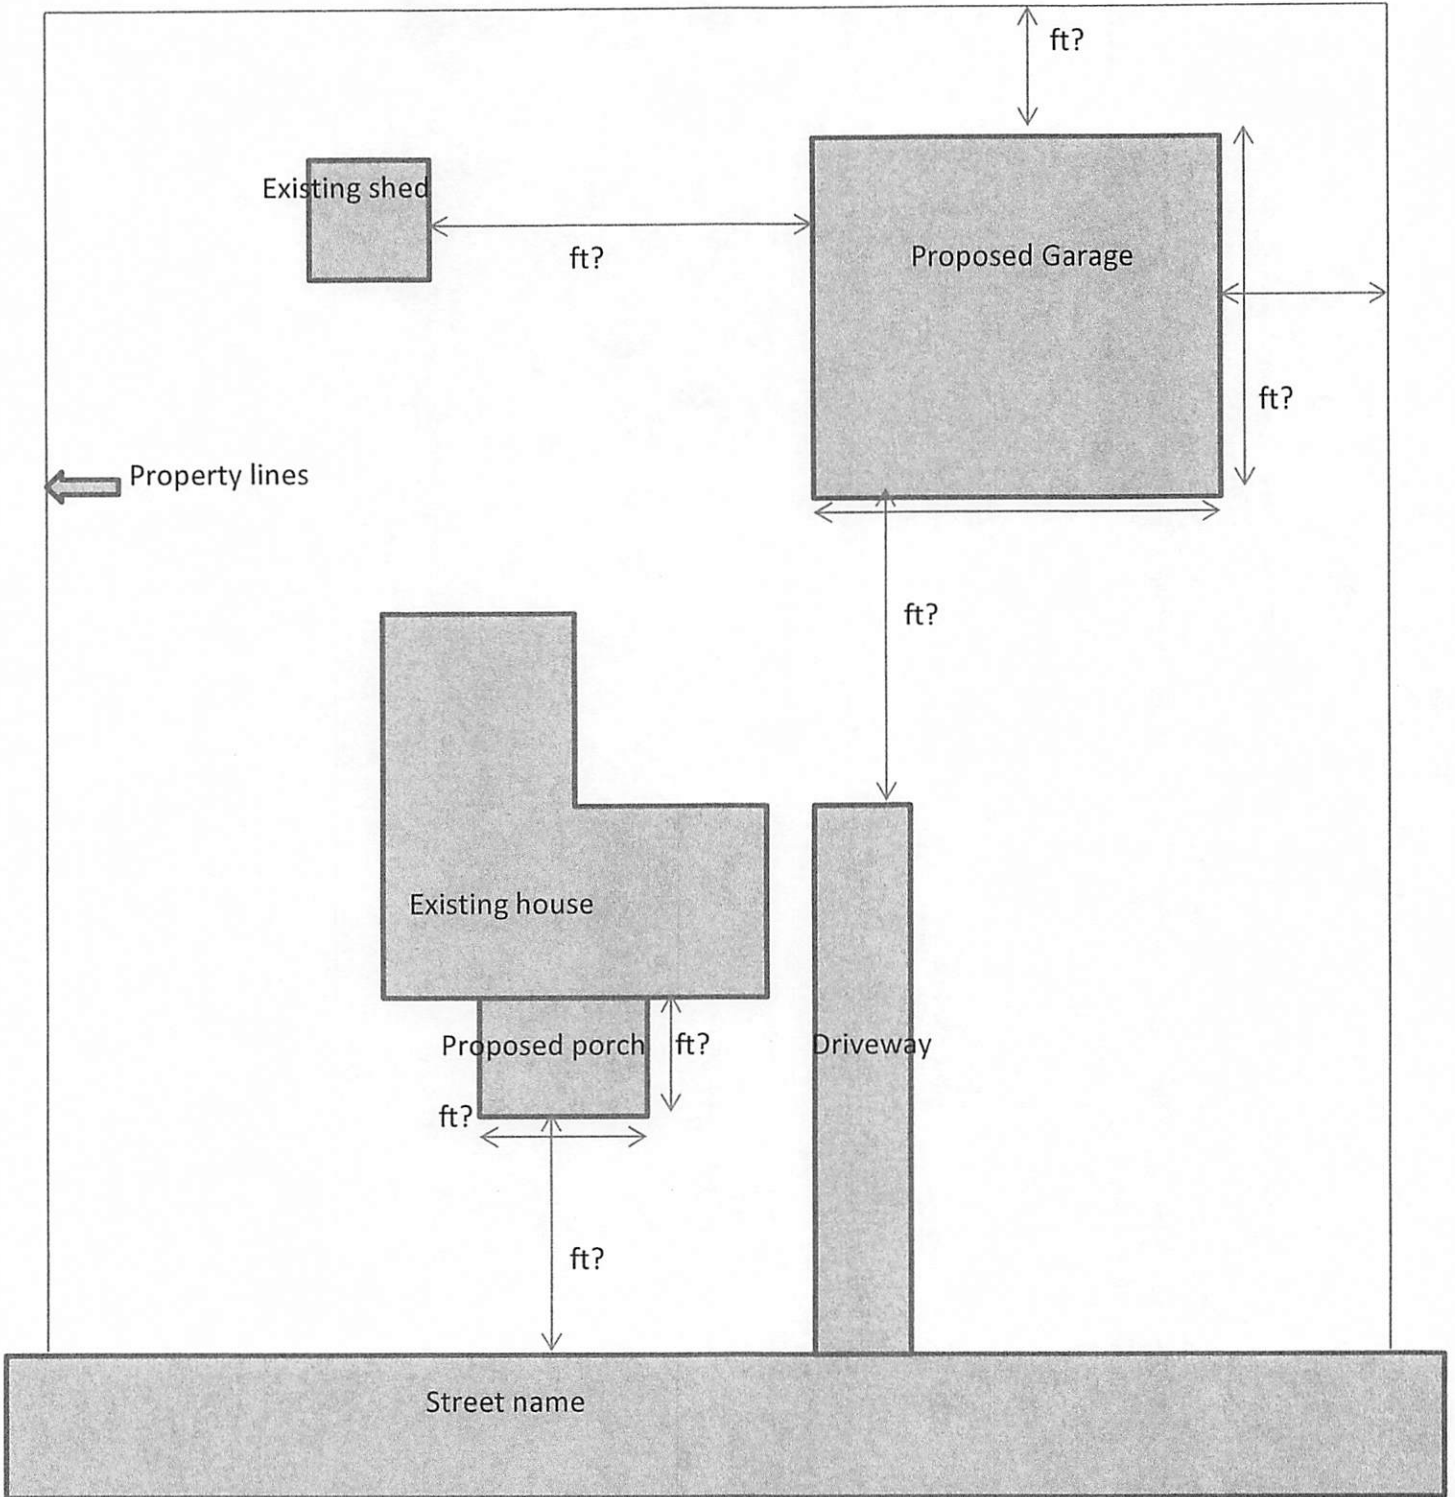 ft?
Existing shed
ft?
Proposed Garage
ft?
Property lines
ft?
Existing house
Proposed porch
ft?
Driveway
ft?
ft?
Street name